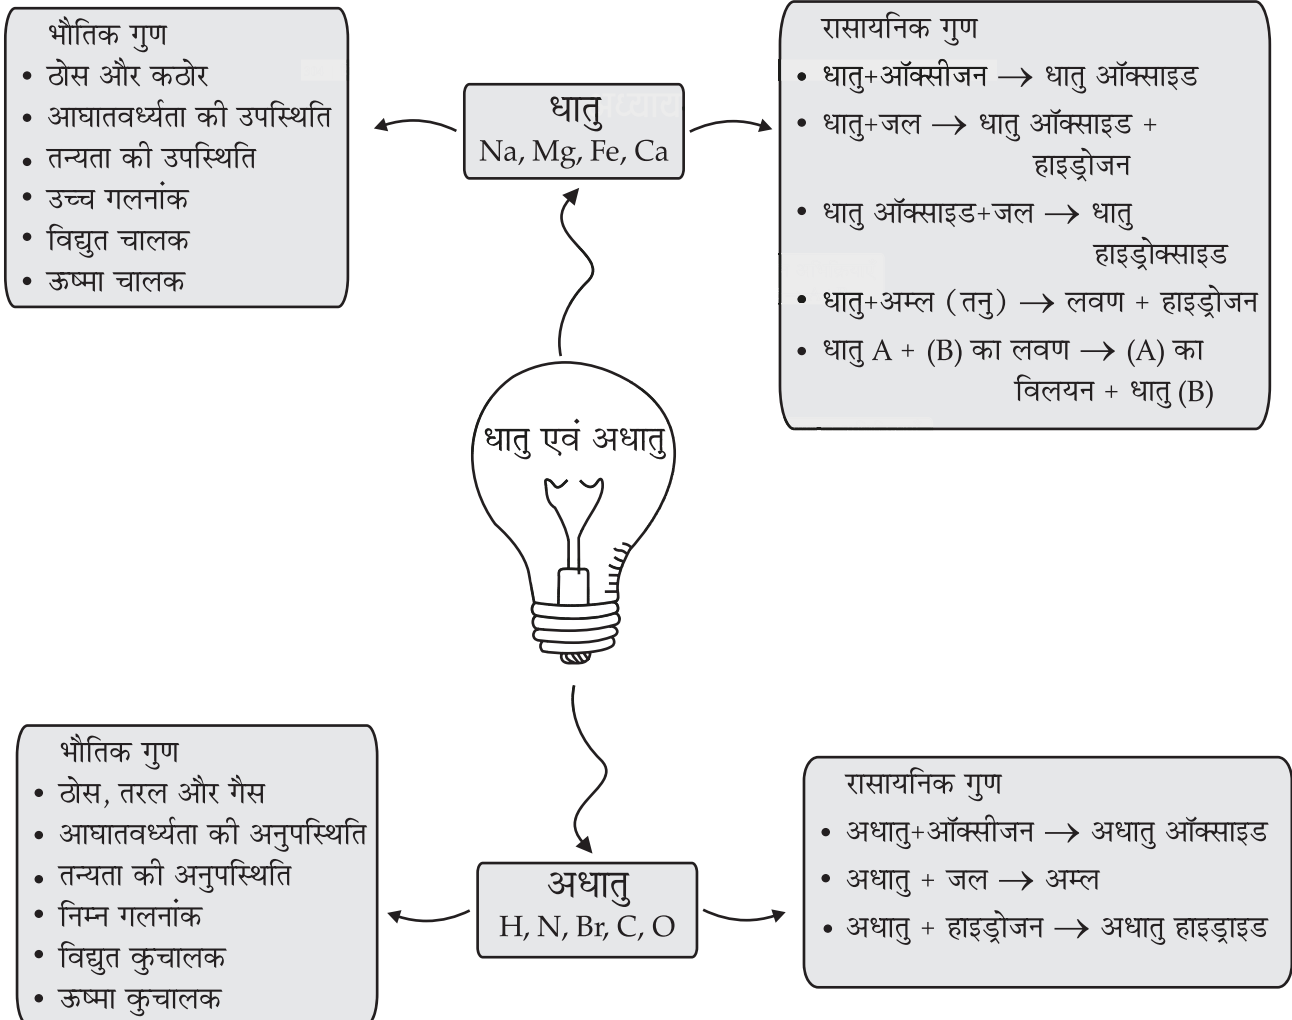 भौतिक गुण
• ठोस और कठोर
• आघातवर्ध्यता की उपस्थिति
• तन्यता की उपस्थिति
• उच्च गलनांक
• विद्युत चालक
• ऊष्मा चालक
धातु
Na, Mg, Fe, Ca
रासायनिक गुण
• धातु+ऑक्सीजन → धातु ऑक्साइड
• धातु+जल → धातु ऑक्साइड +
हाइड्रोजन
• धातु ऑक्साइड+जल → धातु
हाइड्रोक्साइड
• धातु+अम्ल (तनु) → लवण + हाइड्रोजन
• धातु A + (B) का लवण → (A) का
विलयन + धातु (B)
धातु एवं अधातु
भौतिक गुण
• ठोस, तरल और गैस
• आघातवर्ध्यता की अनुपस्थिति
• तन्यता की अनुपस्थिति
• निम्न गलनांक
• विद्युत कुचालक
• ऊष्मा कुचालक
अधातु
H, N, Br, C, O
रासायनिक गुण
• अधातु+ऑक्सीजन → अधातु ऑक्साइड
• अधातु + जल → अम्ल
• अधातु + हाइड्रोजन → अधातु हाइड्राइड